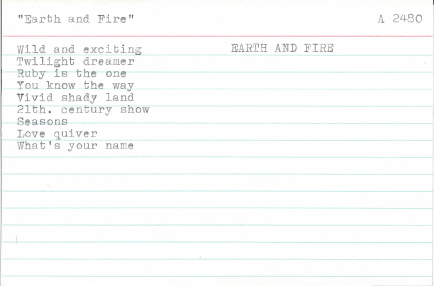 "Earth and Fire" A 2480
Wild and exciting EARTH AND FIRE
Twilight dreamer
Ruby is the one
You know the way
Vivid shady land
21th. century show
Seasons
Love quiver
What's your name